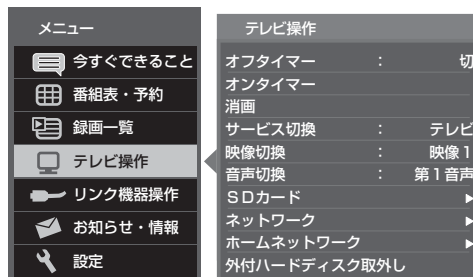 メニュー
今すぐできること
番組表・予約
録画一覧
テレビ操作
リンク機器操作
お知らせ・情報
設定
テレビ操作
オフタイマー : 切
オンタイマー
消画
サービス切換 : テレビ
映像切換 : 映像1
音声切換 : 第1音声
SDカード
ネットワーク
ホームネットワーク
外付ハードディスク取外し